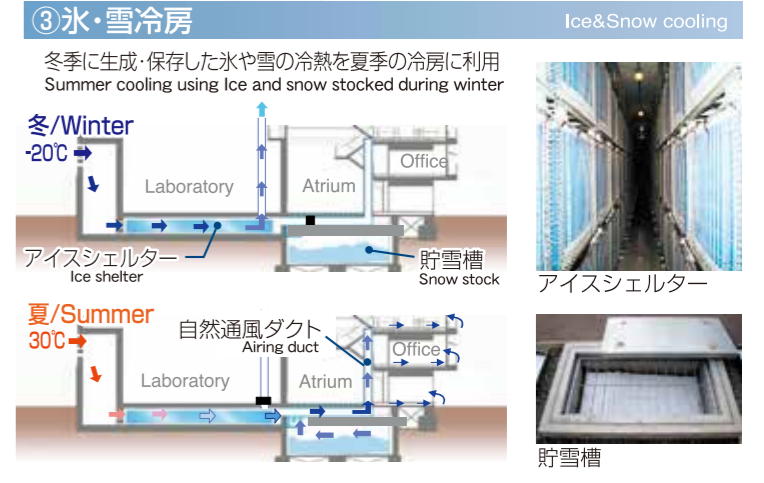 ③氷・雪冷房
Ice&Snow cooling
冬季に生成・保存した氷や雪の冷熱を夏季の冷房に利用
Summer cooling using Ice and snow stocked during winter
冬/Winter
-20℃
Laboratory
Atrium
Office
アイスシェルター
Ice shelter
貯雪槽
Snow stock
アイスシェルター
夏/Summer
30℃
自然通風ダクト
Airing duct
Laboratory
Atrium
Office
貯雪槽